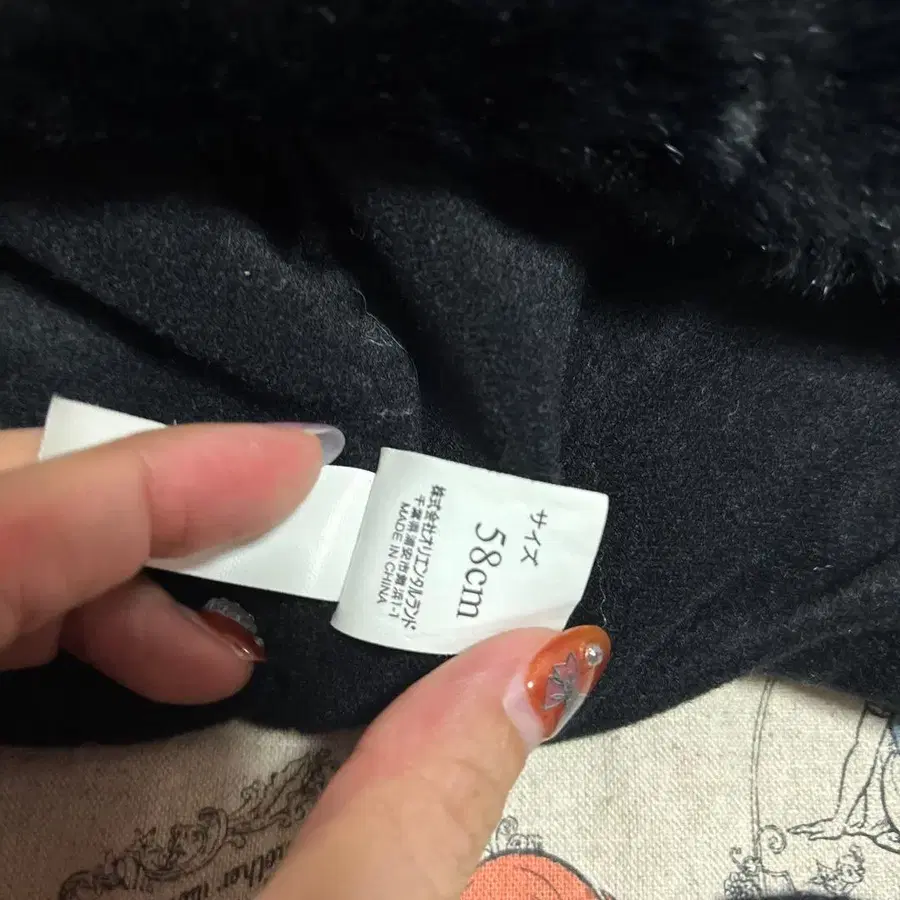 サイズ
58cm
株式会社オリエンタルランド
千葉県浦安市舞浜1-1
MADE IN CHINA
other